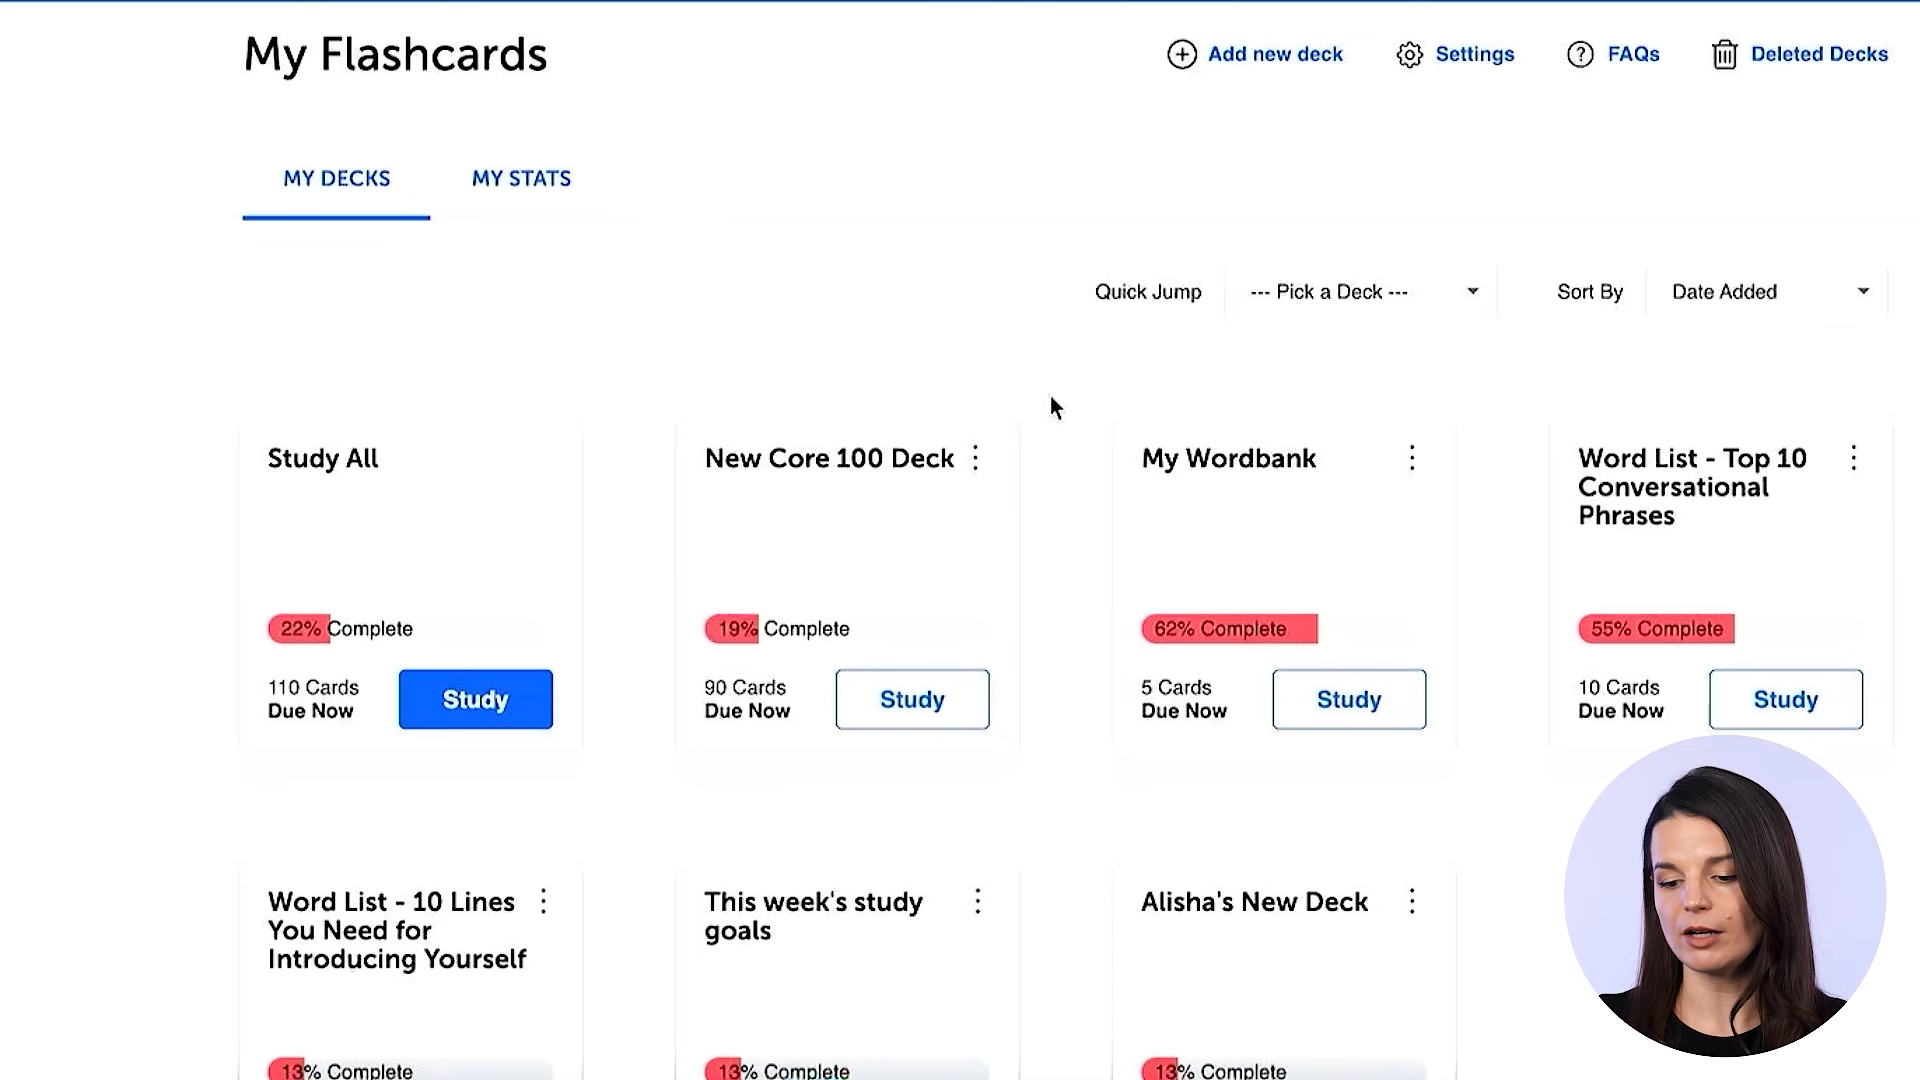 My Flashcards
Add new deck
Settings
FAQs
Deleted Decks
MY DECKS
MY STATS
Quick Jump
--- Pick a Deck ---
Sort By
Date Added
Study All
22% Complete
110 Cards
Due Now
Study
New Core 100 Deck
19% Complete
90 Cards
Due Now
Study
My Wordbank
62% Complete
5 Cards
Due Now
Study
Word List - Top 10
Conversational
Phrases
55% Complete
10 Cards
Due Now
Study
Word List - 10 Lines
You Need for
Introducing Yourself
13% Complete
This week's study
goals
13% Complete
Alisha's New Deck
13% Complete